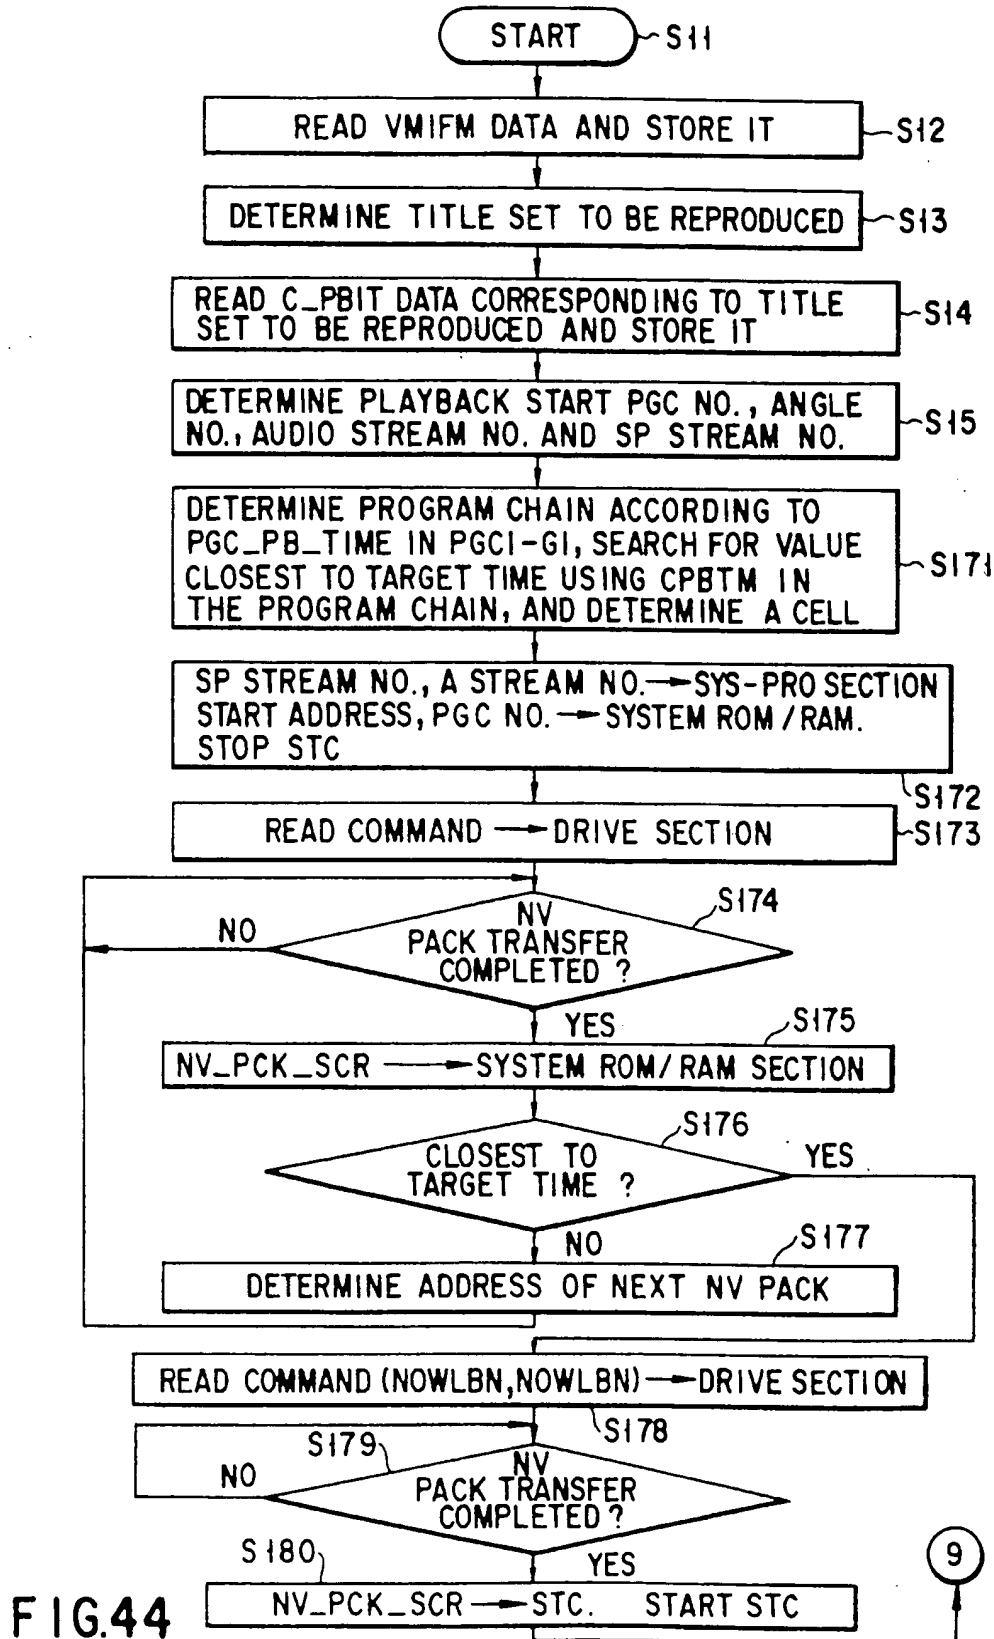 START
S11
READ VMIFM DATA AND STORE IT
S12
DETERMINE TITLE SET TO BE REPRODUCED
S13
READ C_PBIT DATA CORRESPONDING TO TITLE
SET TO BE REPRODUCED AND STORE IT
S14
DETERMINE PLAYBACK START PGC NO., ANGLE
NO., AUDIO STREAM NO. AND SP STREAM NO.
S15
DETERMINE PROGRAM CHAIN ACCORDING TO
PGC_PB_TIME IN PGCI-GI, SEARCH FOR VALUE
CLOSEST TO TARGET TIME USING CPBTM IN
THE PROGRAM CHAIN, AND DETERMINE A CELL
S171
SP STREAM NO., A STREAM NO. → SYS-PRO SECTION
START ADDRESS, PGC NO. → SYSTEM ROM / RAM.
STOP STC
S172
READ COMMAND → DRIVE SECTION
S173
S174
NO
NV
PACK TRANSFER
COMPLETED ?
YES
S175
NV_PCK_SCR → SYSTEM ROM/RAM SECTION
S176
CLOSEST TO
TARGET TIME ?
YES
NO
S177
DETERMINE ADDRESS OF NEXT NV PACK
READ COMMAND (NOWLBN,NOWLBN) → DRIVE SECTION
S178
S179
NO
NV
PACK TRANSFER
COMPLETED ?
YES
S180
NV_PCK_SCR → STC. START STC
9
FIG.44